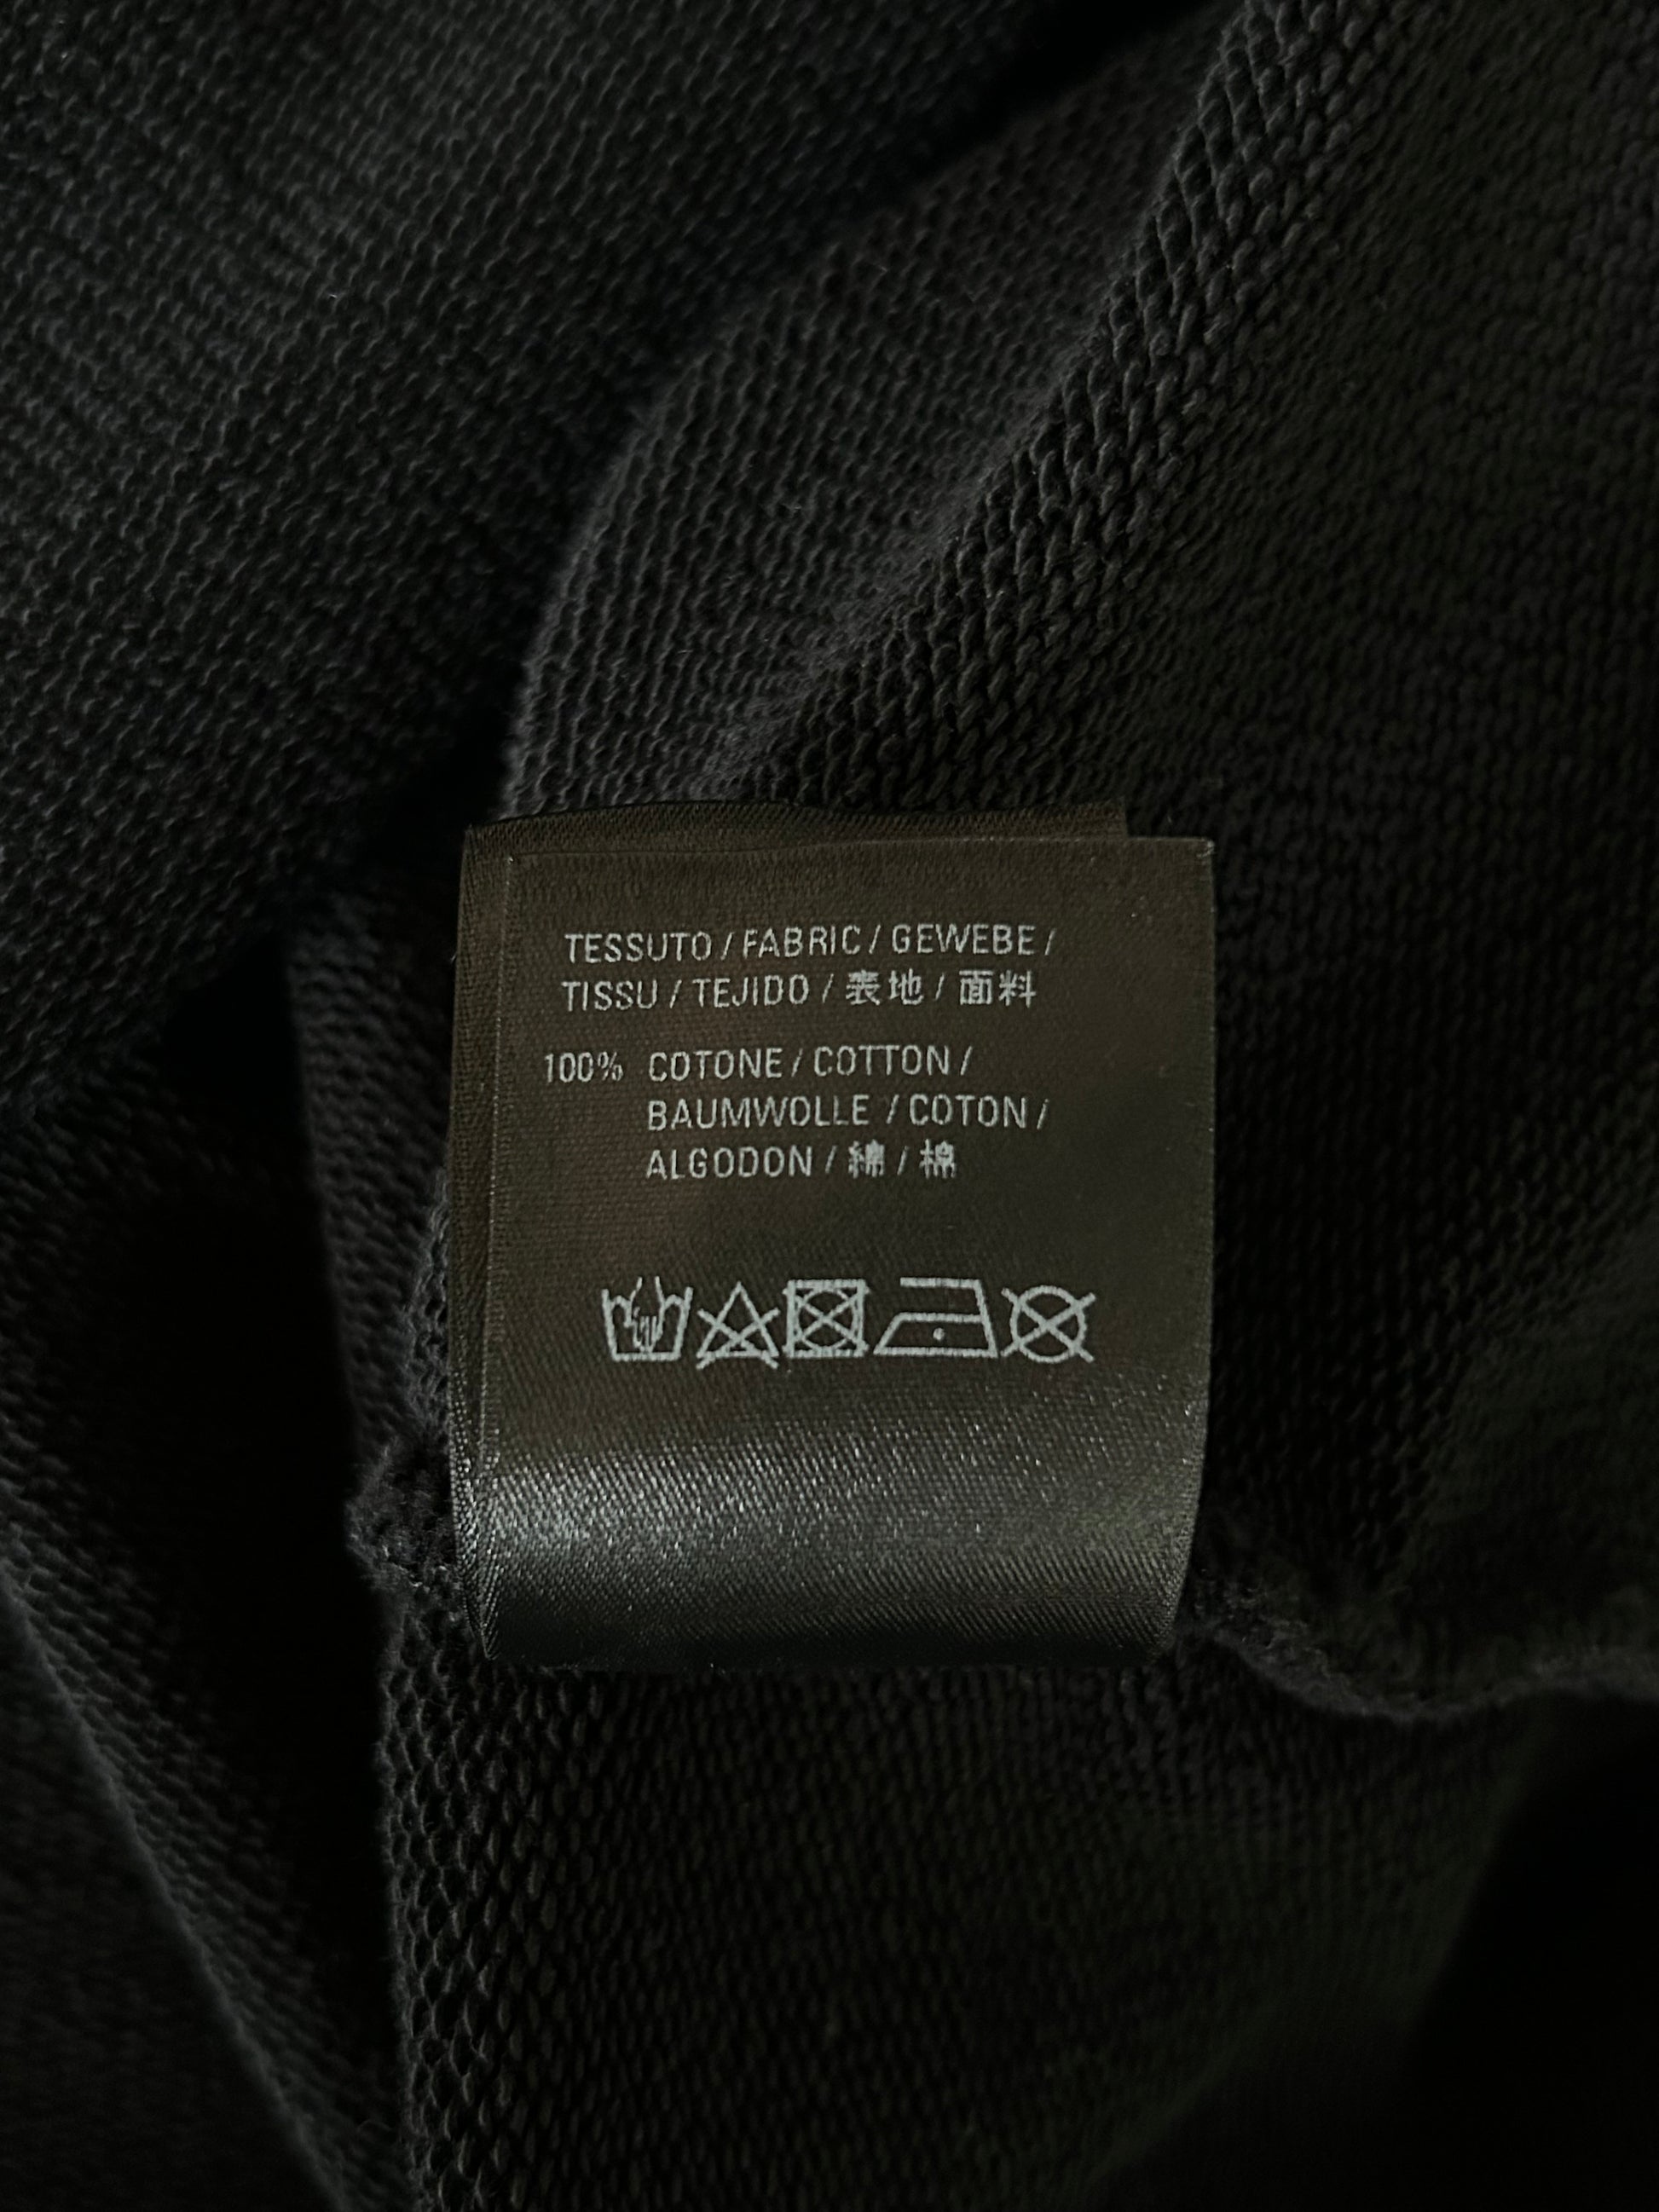 TESSUTO / FABRIC / GEWEBE /
TISSU / TEJIDO / 表地 / 面料
100% COTONE / COTTON /
BAUMWOLLE / COTON /
ALGODON / 綿 / 棉